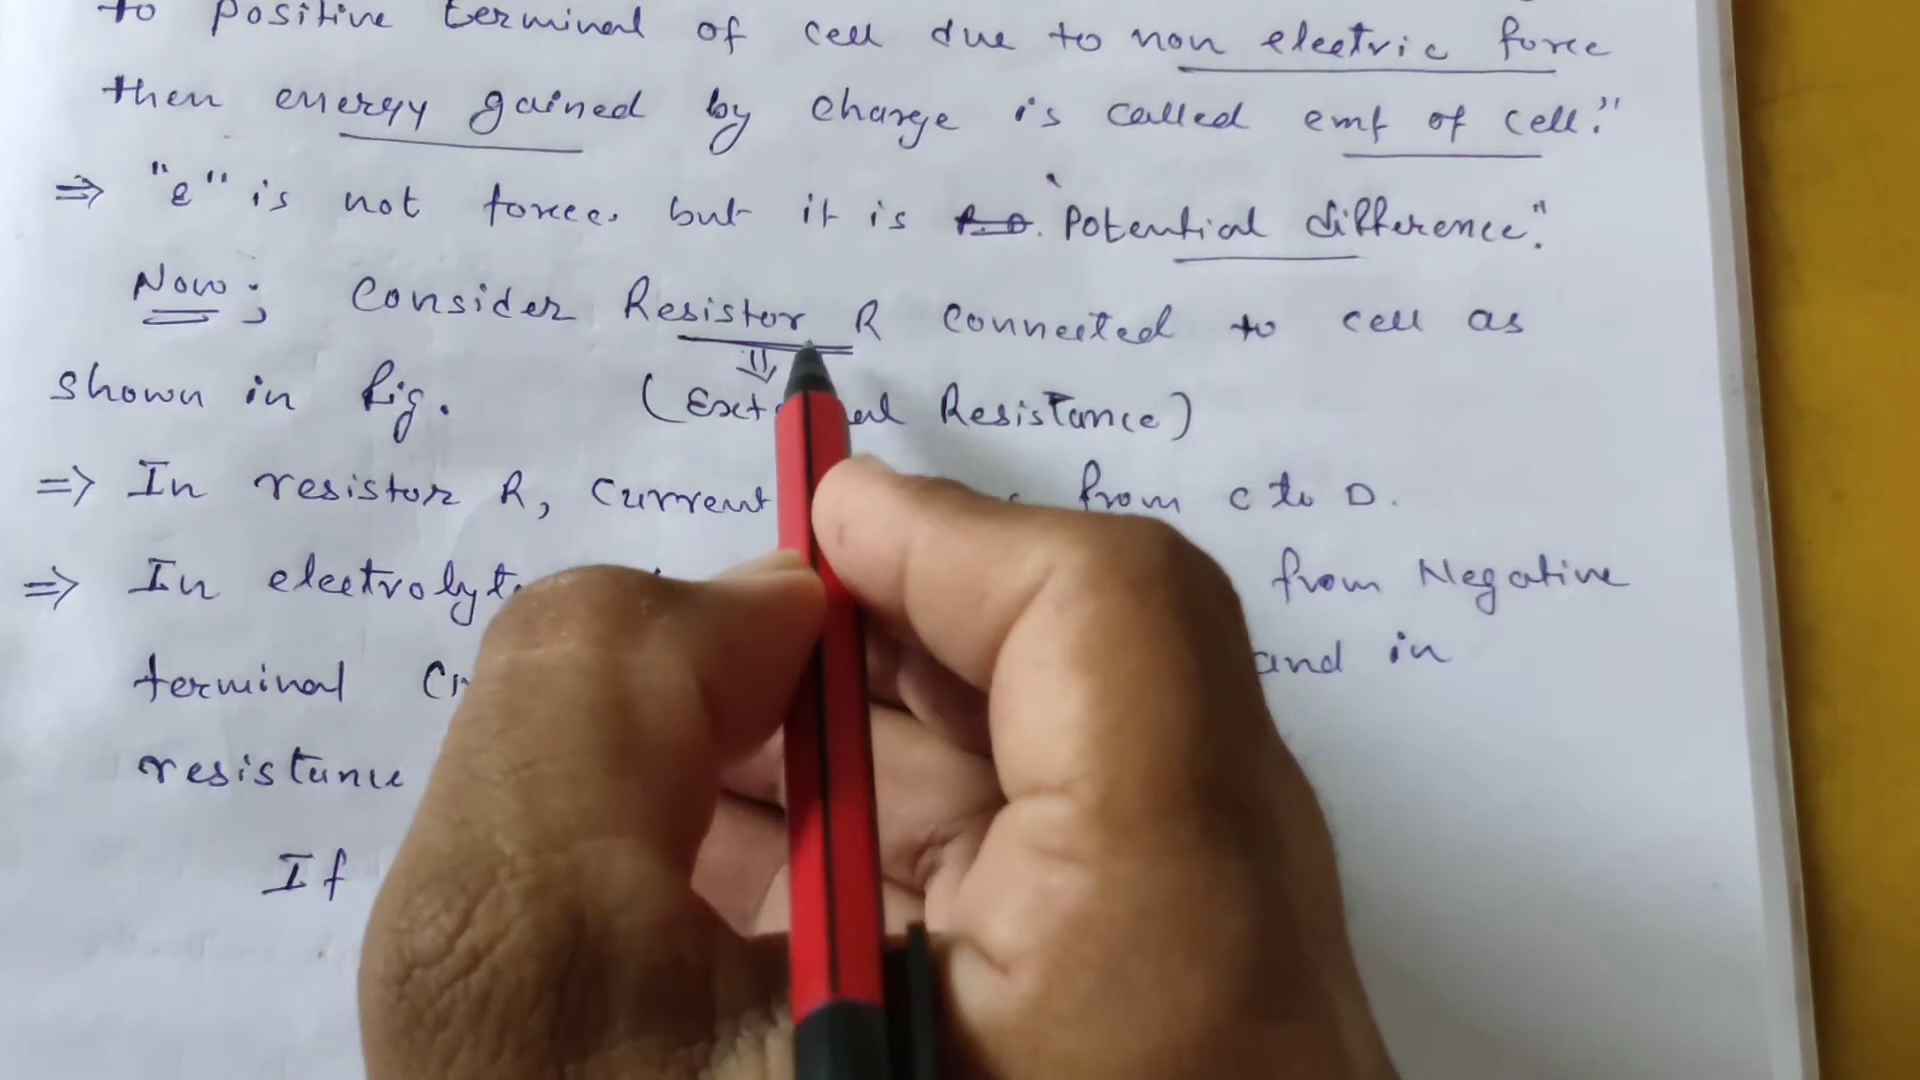 to positive terminal of cell due to non electric force
then energy gained by charge is called emf of cell."
⇒ "ε" is not force. but it is P.D. Potential difference."
Now; Consider Resistor R connected to cell as
shown in fig. (External Resistance)
=> In resistor R, current from C to D.
=> In from Negative
terminal and in
resistance
If